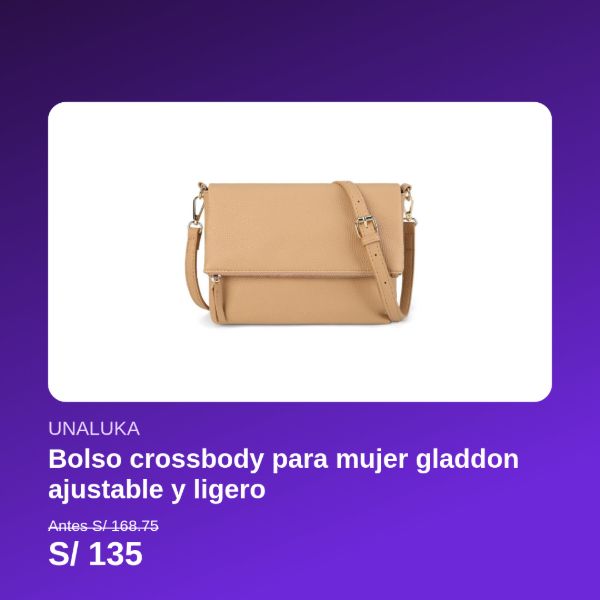 UNALUKA
Bolso crossbody para mujer gladdon
ajustable y ligero
Antes S/ 168.75
S/ 135